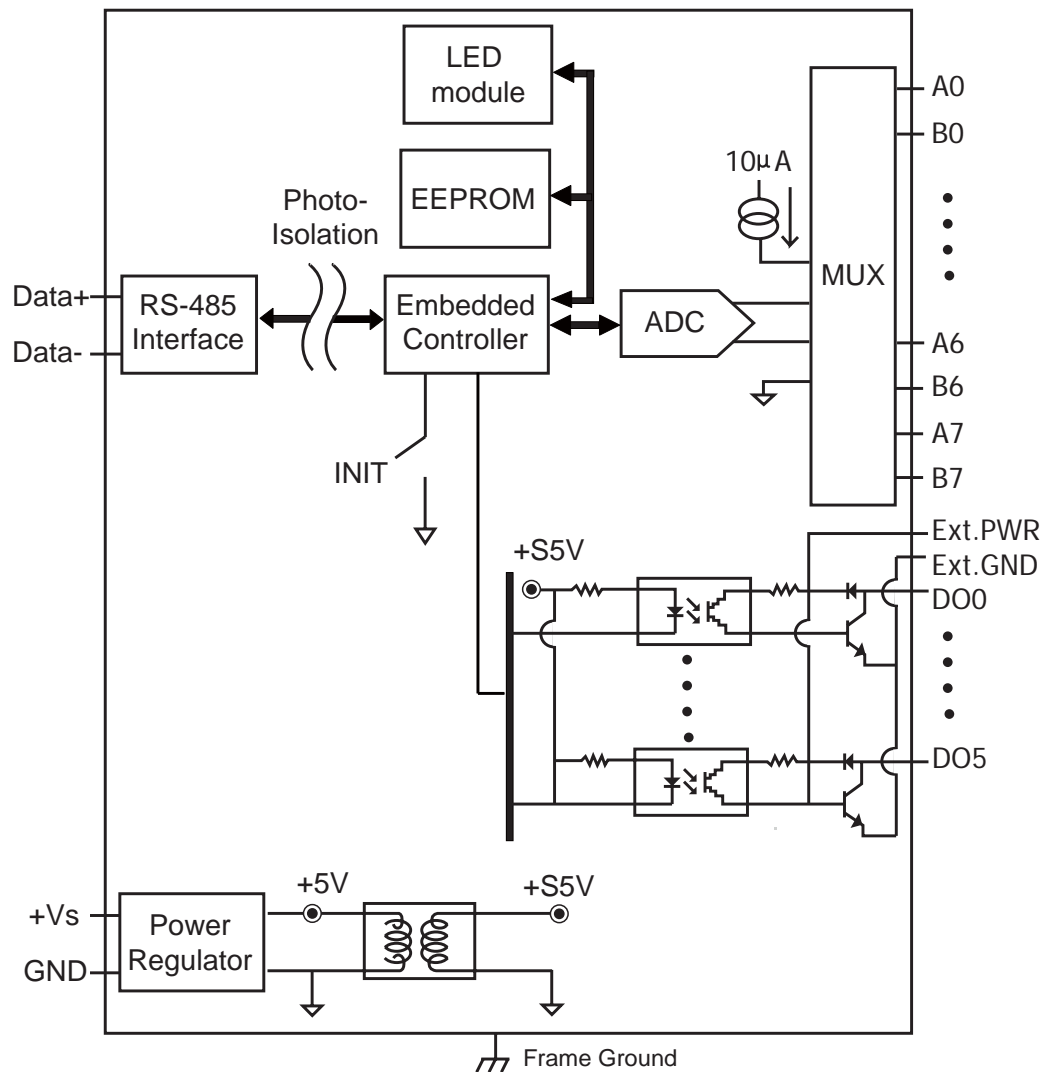 LED
module
A0
B0
10μA
EEPROM
Photo-
Isolation
MUX
Data+
Data-
RS-485
Interface
Embedded
Controller
ADC
A6
B6
A7
B7
INIT
Ext.PWR
Ext.GND
+S5V
DO0
DO5
+5V
+S5V
+Vs
GND
Power
Regulator
Frame Ground